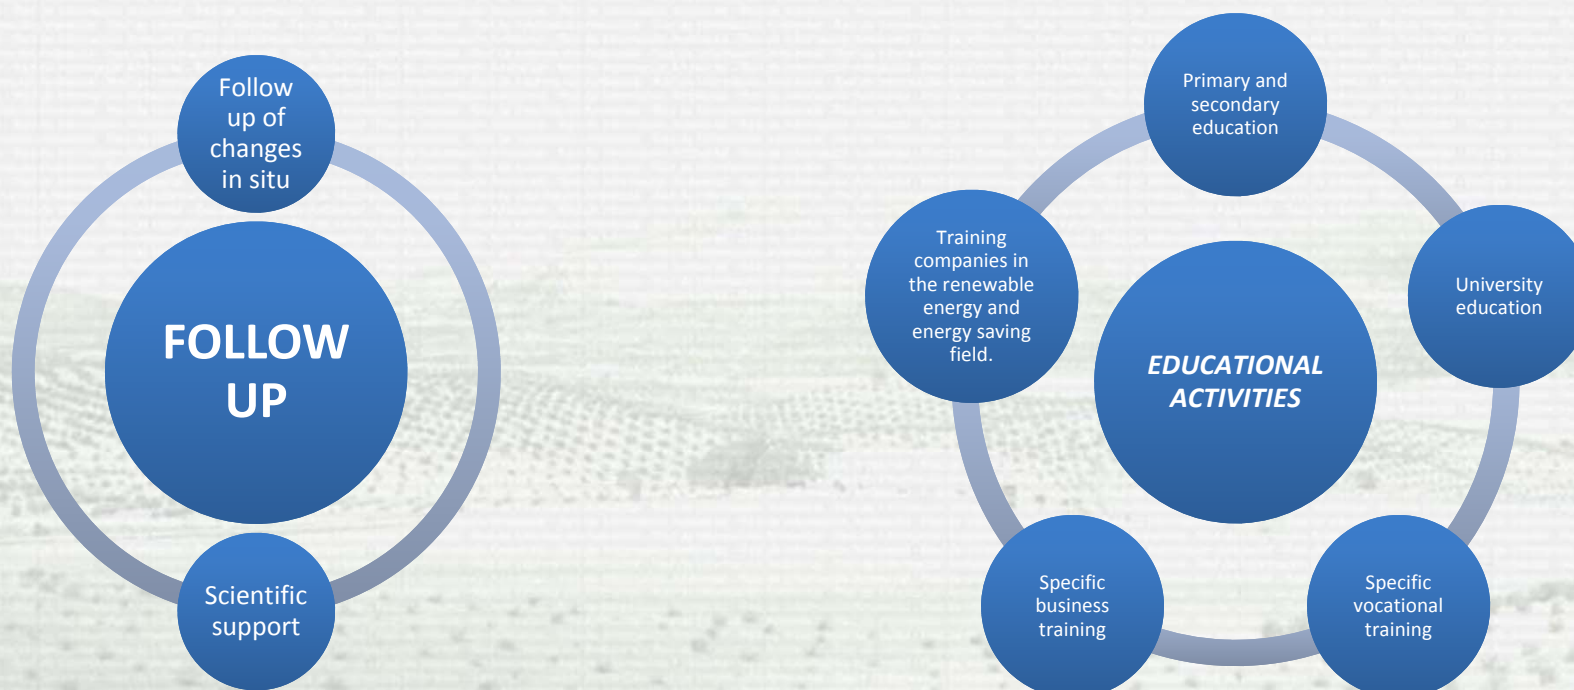 Follow
up of
changes
in situ
FOLLOW
UP
Scientific
support
Primary and
secondary
education
University
education
Specific
vocational
training
Specific
business
training
Training
companies in
the renewable
energy and
energy saving
field.
EDUCATIONAL
ACTIVITIES